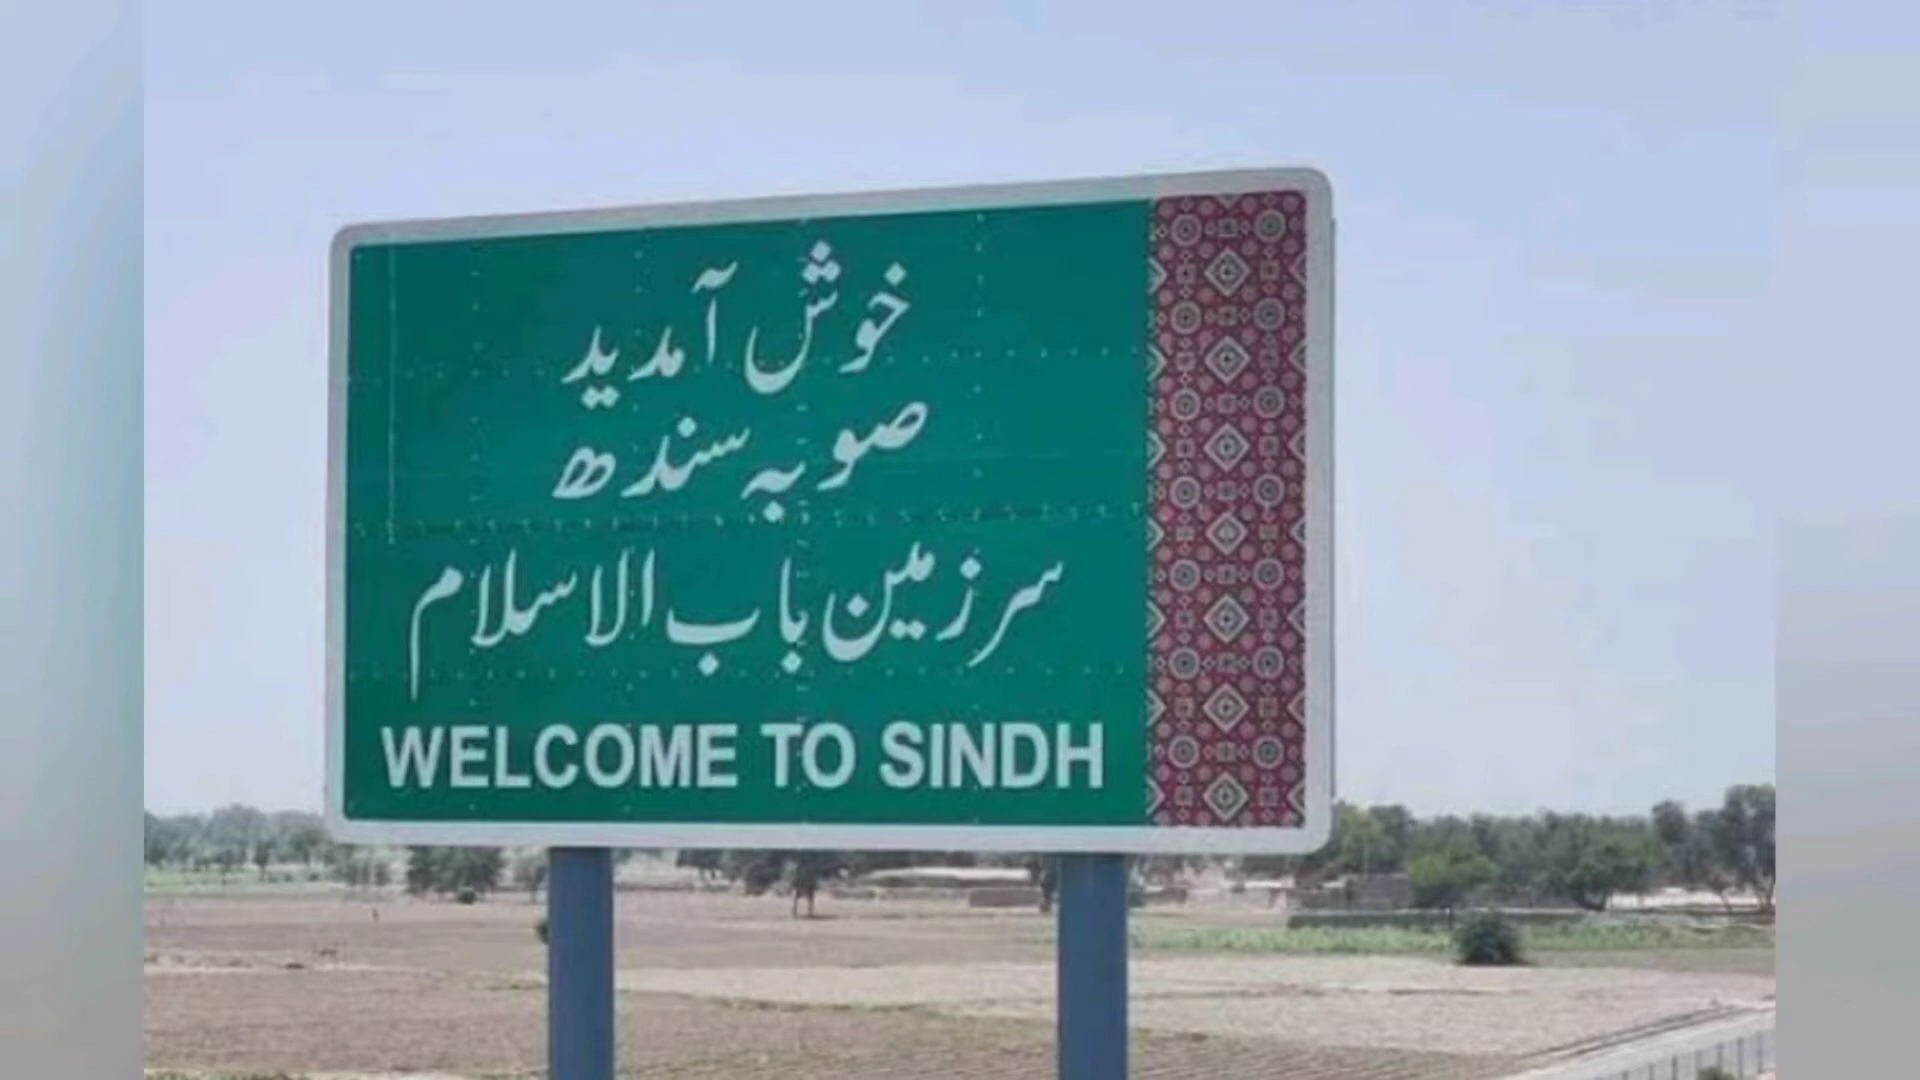 خوش آمدید
صوبہ سندھ
سرزمین باب الاسلام
WELCOME TO SINDH